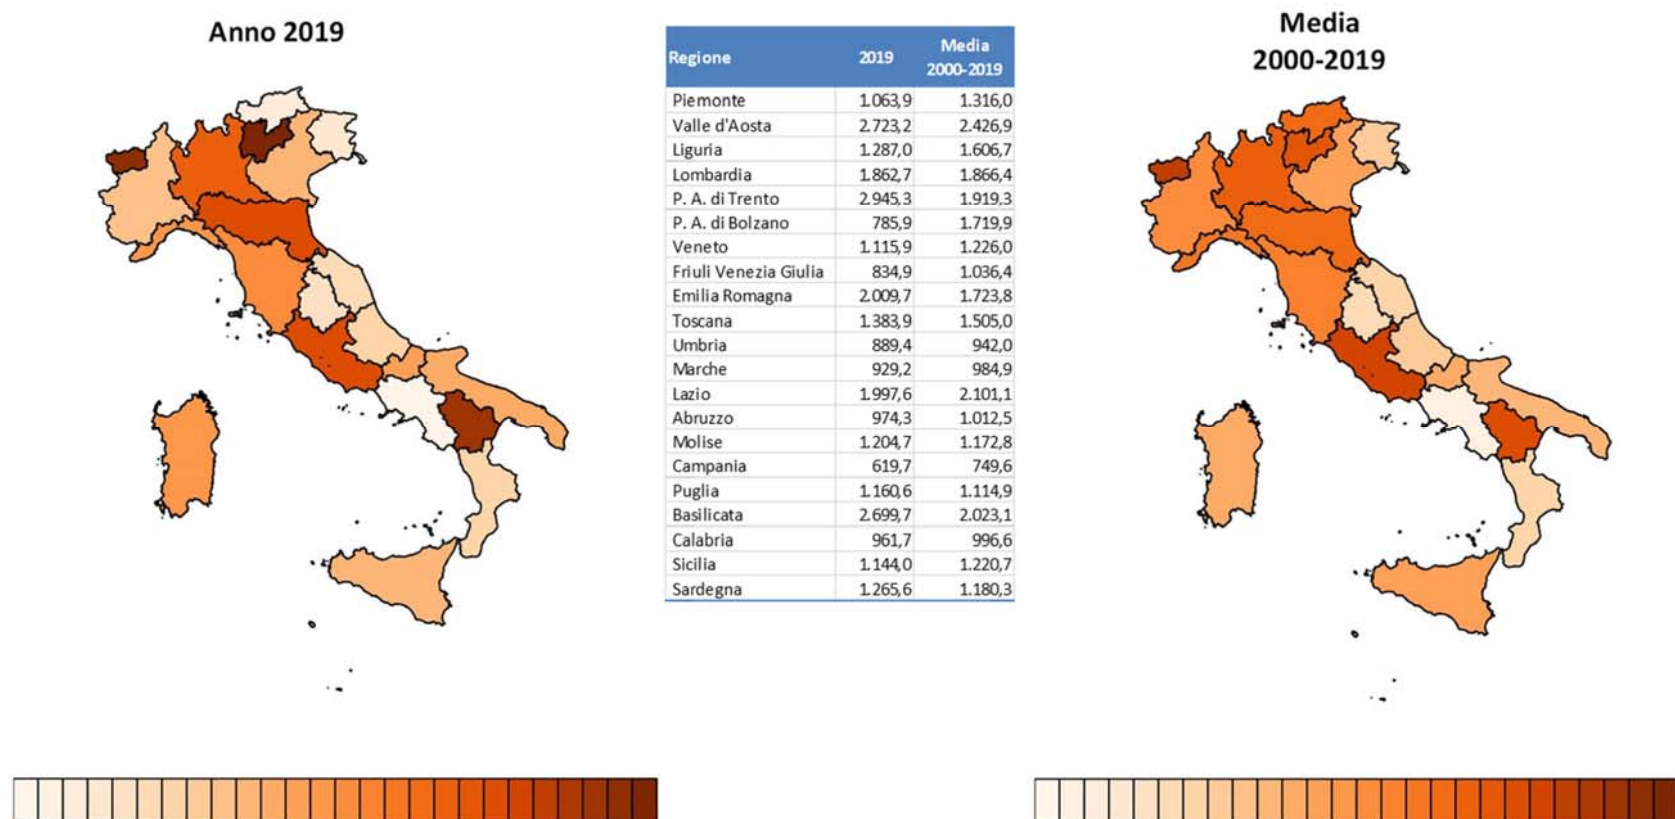 Anno 2019
Regione 2019 Media 2000-2019
Piemonte 1.063,9 1.316,0
Valle d'Aosta 2.723,2 2.426,9
Liguria 1.287,0 1.606,7
Lombardia 1.862,7 1.866,4
P. A. di Trento 2.945,3 1.919,3
P. A. di Bolzano 785,9 1.719,9
Veneto 1.115,9 1.226,0
Friuli Venezia Giulia 834,9 1.036,4
Emilia Romagna 2.009,7 1.723,8
Toscana 1.383,9 1.505,0
Umbria 889,4 942,0
Marche 929,2 984,9
Lazio 1.997,6 2.101,1
Abruzzo 974,3 1.012,5
Molise 1.204,7 1.172,8
Campania 619,7 749,6
Puglia 1.160,6 1.114,9
Basilicata 2.699,7 2.023,1
Calabria 961,7 996,6
Sicilia 1.144,0 1.220,7
Sardegna 1.265,6 1.180,3
Media
2000-2019